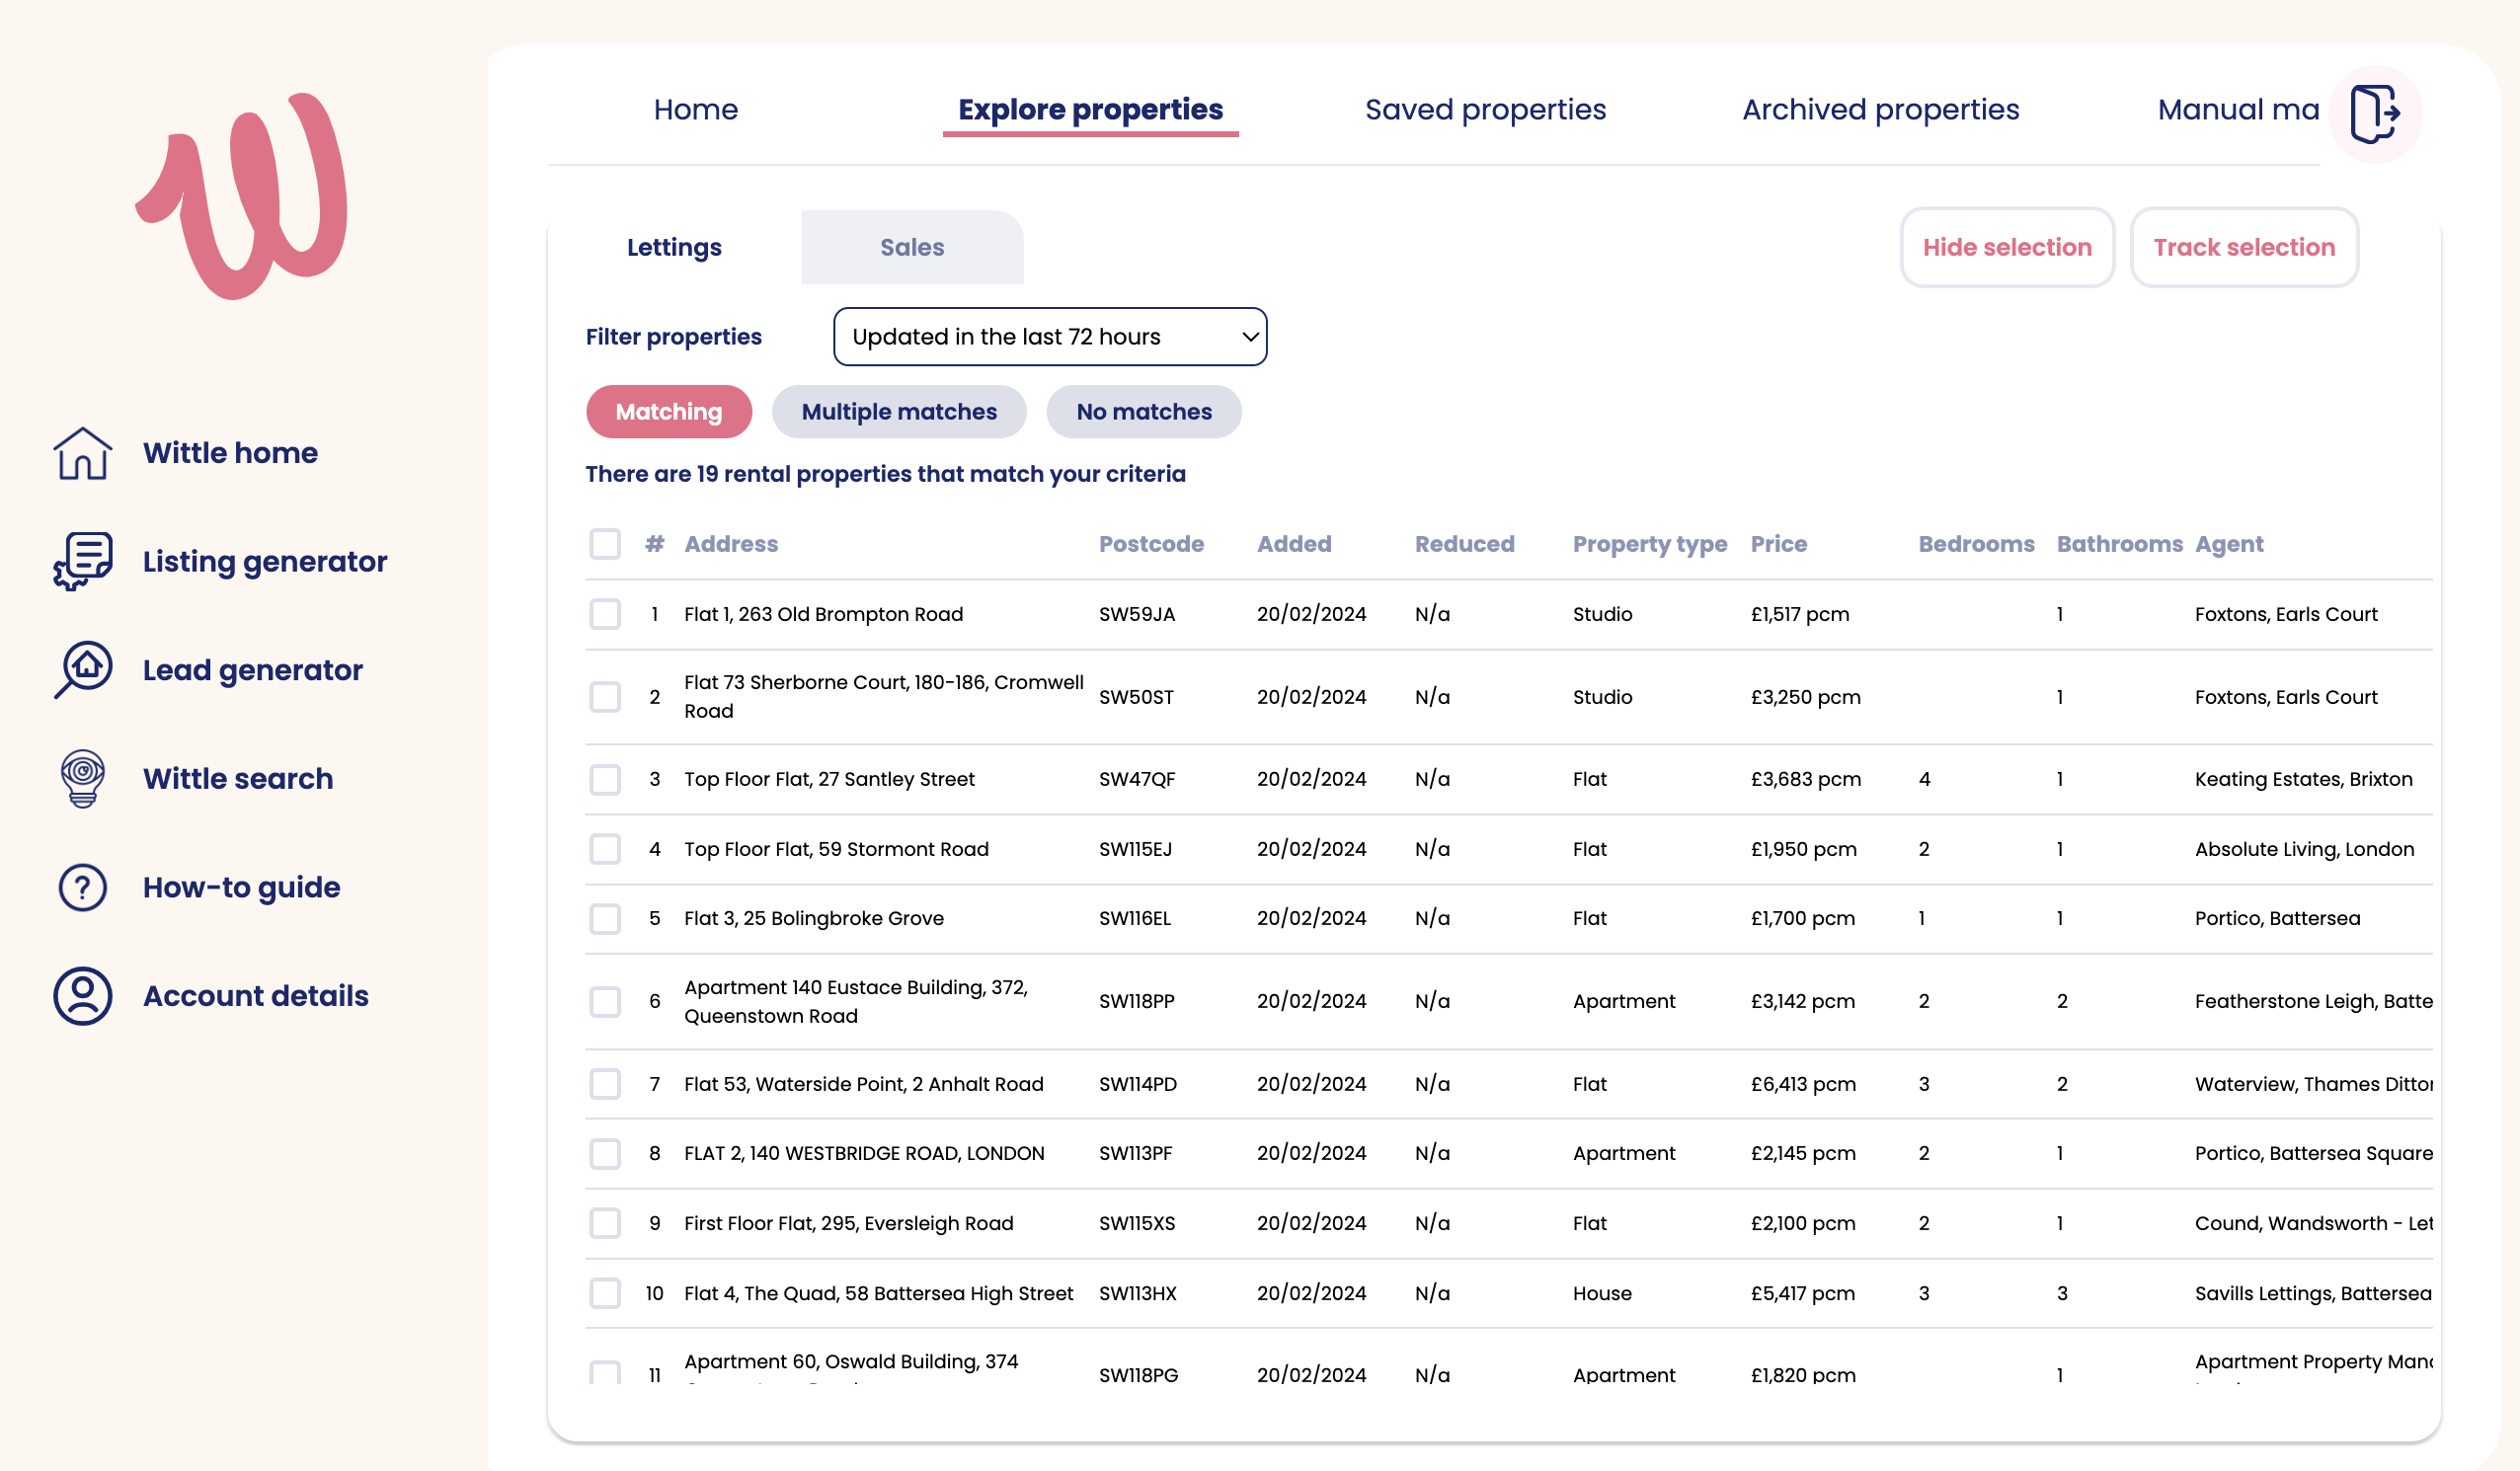 Home Explore properties Saved properties Archived properties Manual ma
Lettings Sales Hide selection Track selection
Filter properties Updated in the last 72 hours
Matching Multiple matches No matches
There are 19 rental properties that match your criteria
# Address Postcode Added Reduced Property type Price Bedrooms Bathrooms Agent
1 Flat 1, 263 Old Brompton Road SW59JA 20/02/2024 N/a Studio £1,517 pcm 1 Foxtons, Earls Court
2 Flat 73 Sherborne Court, 180-186, Cromwell Road SW50ST 20/02/2024 N/a Studio £3,250 pcm 1 Foxtons, Earls Court
3 Top Floor Flat, 27 Santley Street SW47QF 20/02/2024 N/a Flat £3,683 pcm 4 1 Keating Estates, Brixton
4 Top Floor Flat, 59 Stormont Road SW115EJ 20/02/2024 N/a Flat £1,950 pcm 2 1 Absolute Living, London
5 Flat 3, 25 Bolingbroke Grove SW116EL 20/02/2024 N/a Flat £1,700 pcm 1 1 Portico, Battersea
6 Apartment 140 Eustace Building, 372, Queenstown Road SW118PP 20/02/2024 N/a Apartment £3,142 pcm 2 2 Featherstone Leigh, Batte
7 Flat 53, Waterside Point, 2 Anhalt Road SW114PD 20/02/2024 N/a Flat £6,413 pcm 3 2 Waterview, Thames Ditto
8 FLAT 2, 140 WESTBRIDGE ROAD, LONDON SW113PF 20/02/2024 N/a Apartment £2,145 pcm 2 1 Portico, Battersea Square
9 First Floor Flat, 295, Eversleigh Road SW115XS 20/02/2024 N/a Flat £2,100 pcm 2 1 Cound, Wandsworth - Let
10 Flat 4, The Quad, 58 Battersea High Street SW113HX 20/02/2024 N/a House £5,417 pcm 3 3 Savills Lettings, Battersea
11 Apartment 60, Oswald Building, 374 SW118PG 20/02/2024 N/a Apartment £1,820 pcm 1 Apartment Property Man
Wittle home
Listing generator
Lead generator
Wittle search
How-to guide
Account details